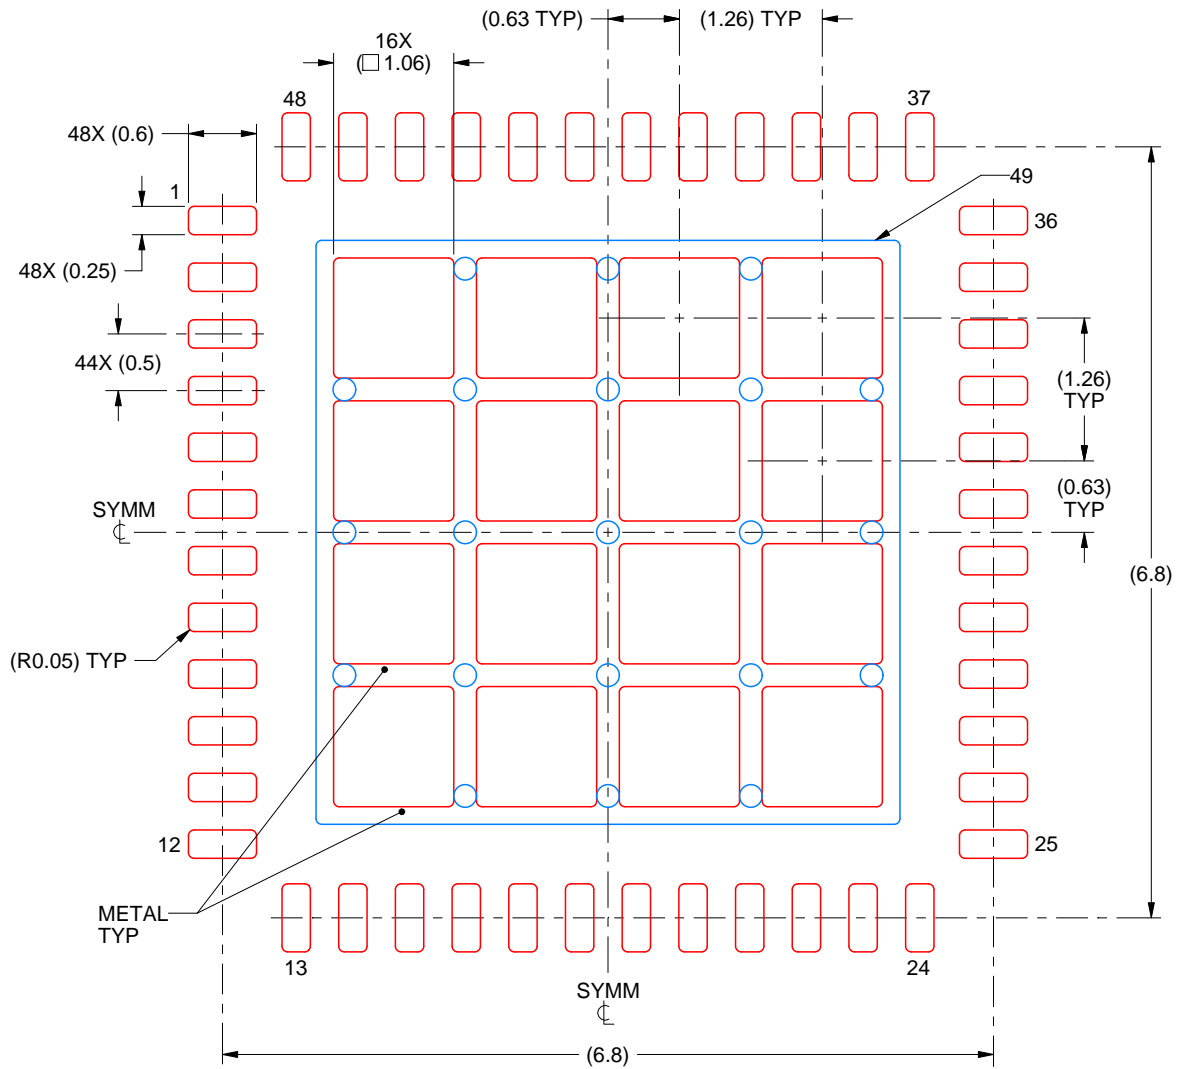 (0.63 TYP)
(1.26) TYP
16X
(□ 1.06)
48
37
48X (0.6)
49
1
36
48X (0.25)
44X (0.5)
(1.26)
TYP
(0.63)
TYP
SYMM
℄
(6.8)
(R0.05) TYP
12
25
METAL
TYP
13
24
SYMM
℄
(6.8)